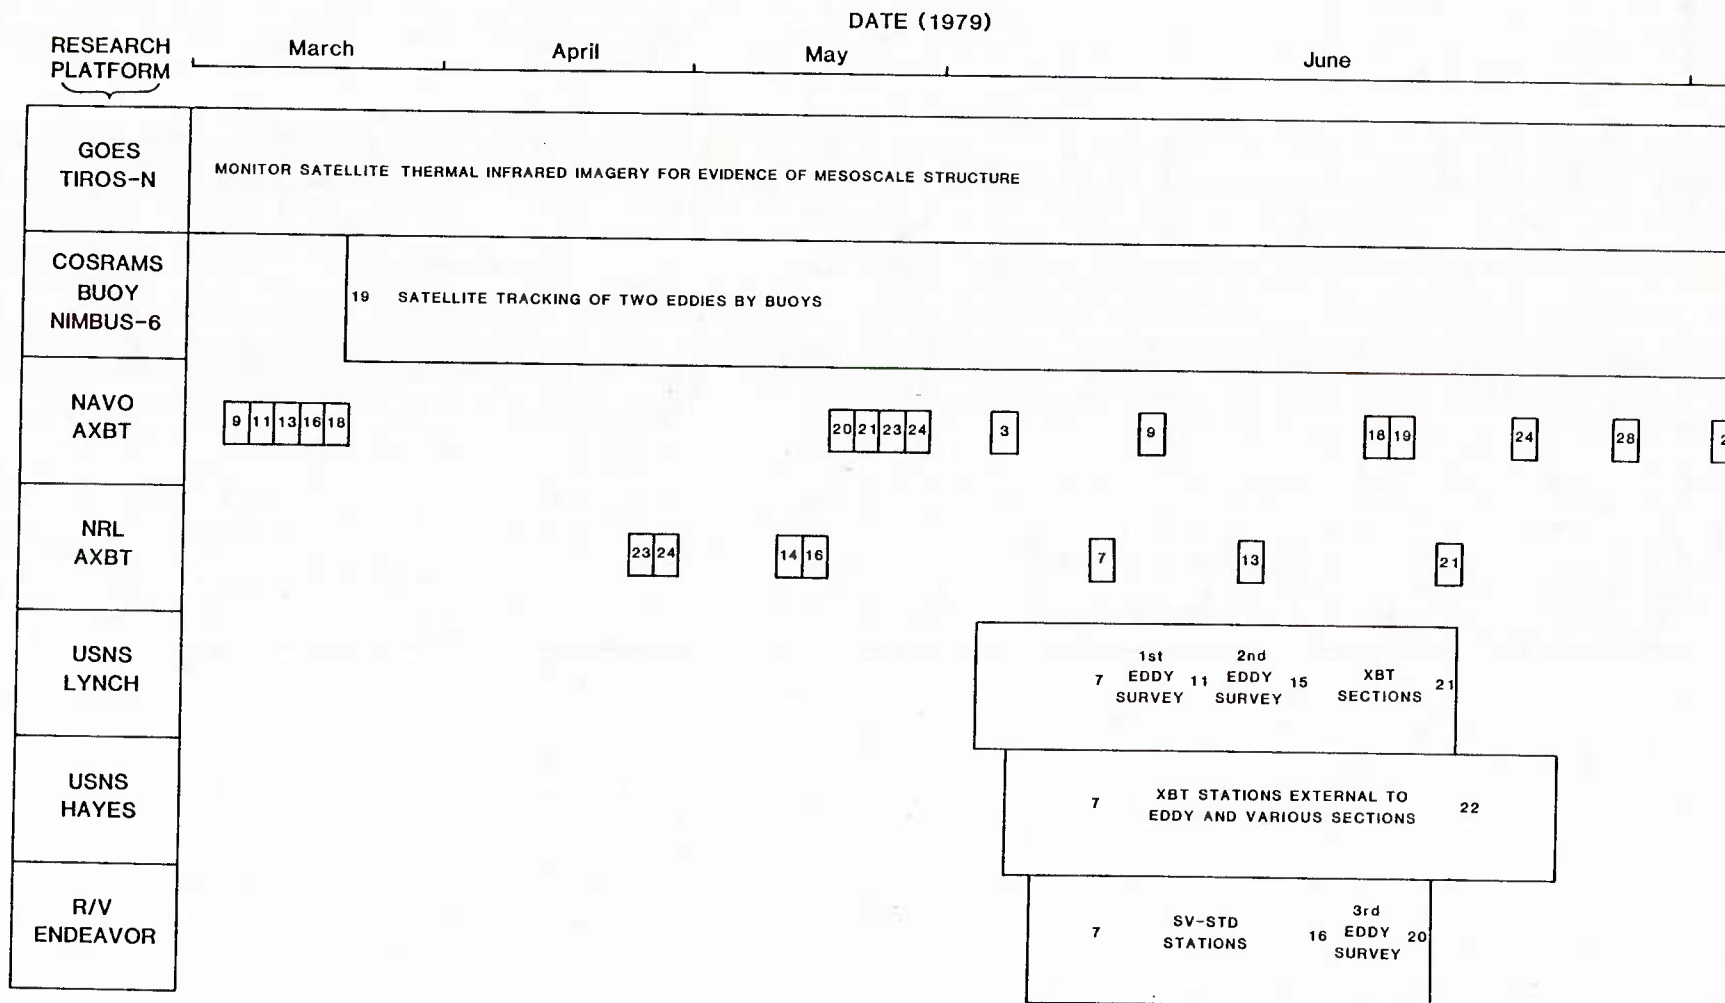 DATE (1979)
RESEARCH
PLATFORM
March April May June
GOES
TIROS-N
MONITOR SATELLITE THERMAL INFRARED IMAGERY FOR EVIDENCE OF MESOSCALE STRUCTURE
COSRAMS
BUOY
NIMBUS-6
19 SATELLITE TRACKING OF TWO EDDIES BY BUOYS
NAVO
AXBT
9 11 13 16 18 20 21 23 24 3 9 18 19 24 28 2
NRL
AXBT
23 24 14 16 7 13 21
USNS
LYNCH
7 1st
EDDY
SURVEY
11 2nd
EDDY
SURVEY
15 XBT
SECTIONS
21
USNS
HAYES
7 XBT STATIONS EXTERNAL TO
EDDY AND VARIOUS SECTIONS
22
R/V
ENDEAVOR
7 SV-STD
STATIONS
16 3rd
EDDY
SURVEY
20